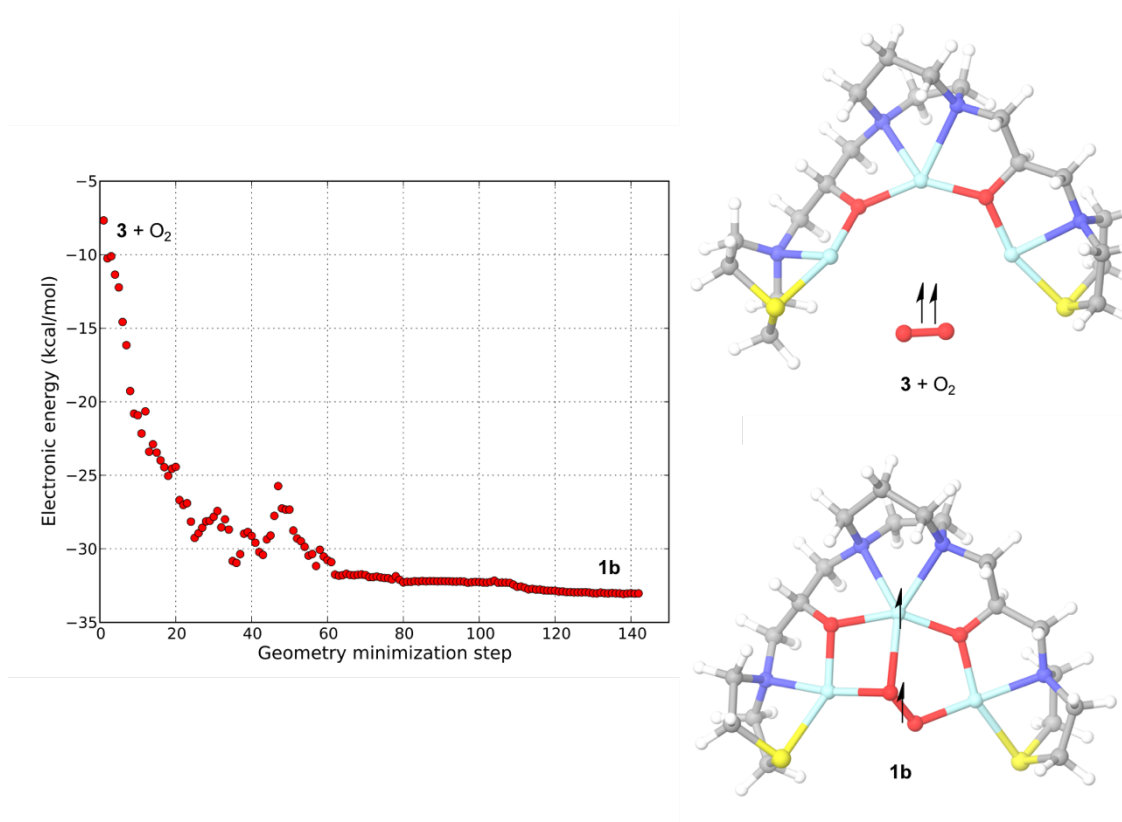 −5
−10
−15
−20
−25
−30
−35
0
20
40
60
80
100
120
140
Electronic energy (kcal/mol)
Geometry minimization step
3 + O₂
1b
3 + O₂
1b